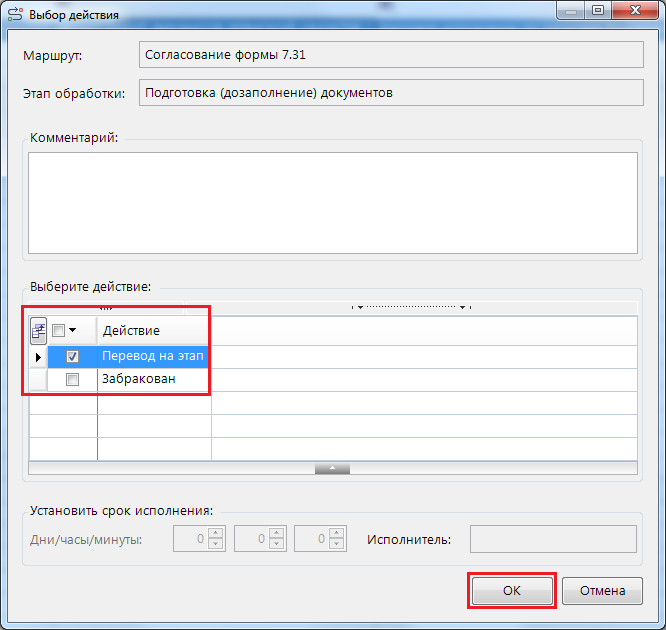 Выбор действия
Маршрут: Согласование формы 7.31
Этап обработки: Подготовка (дозаполнение) документов
Комментарий:
Выберите действие:
Действие
Перевод на этап
Забракован
Установить срок исполнения:
Дни/часы/минуты: 0 0 0 Исполнитель:
OK Отмена